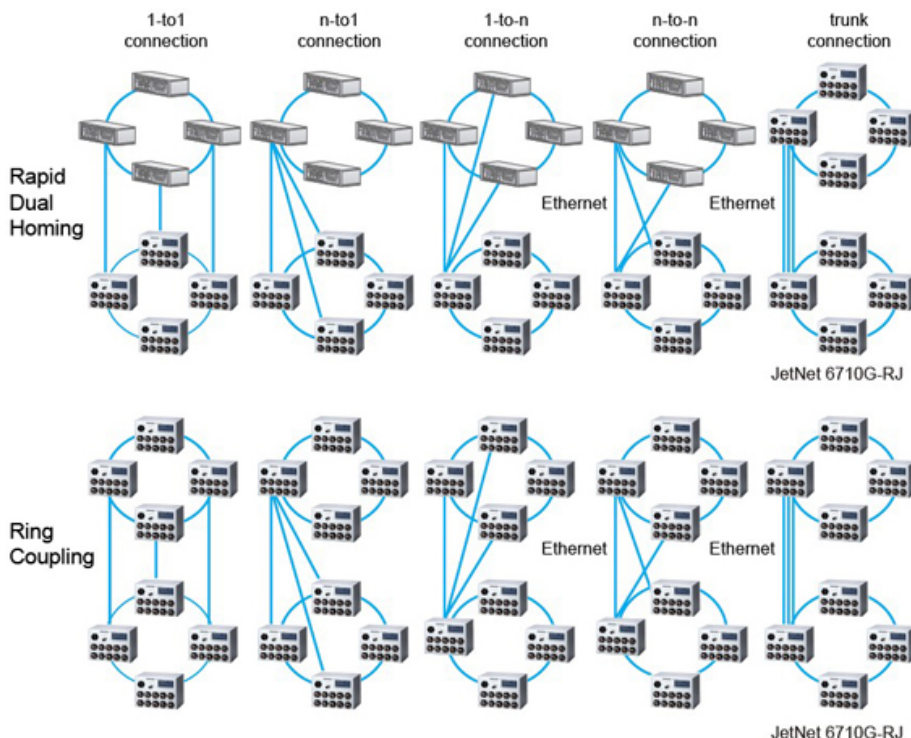 1-to1 n-to1 1-to-n n-to-n trunk
connection connection connection connection connection
Rapid
Dual
Homing
Ethernet Ethernet
JetNet 6710G-RJ
Ring
Coupling
Ethernet Ethernet
JetNet 6710G-RJ